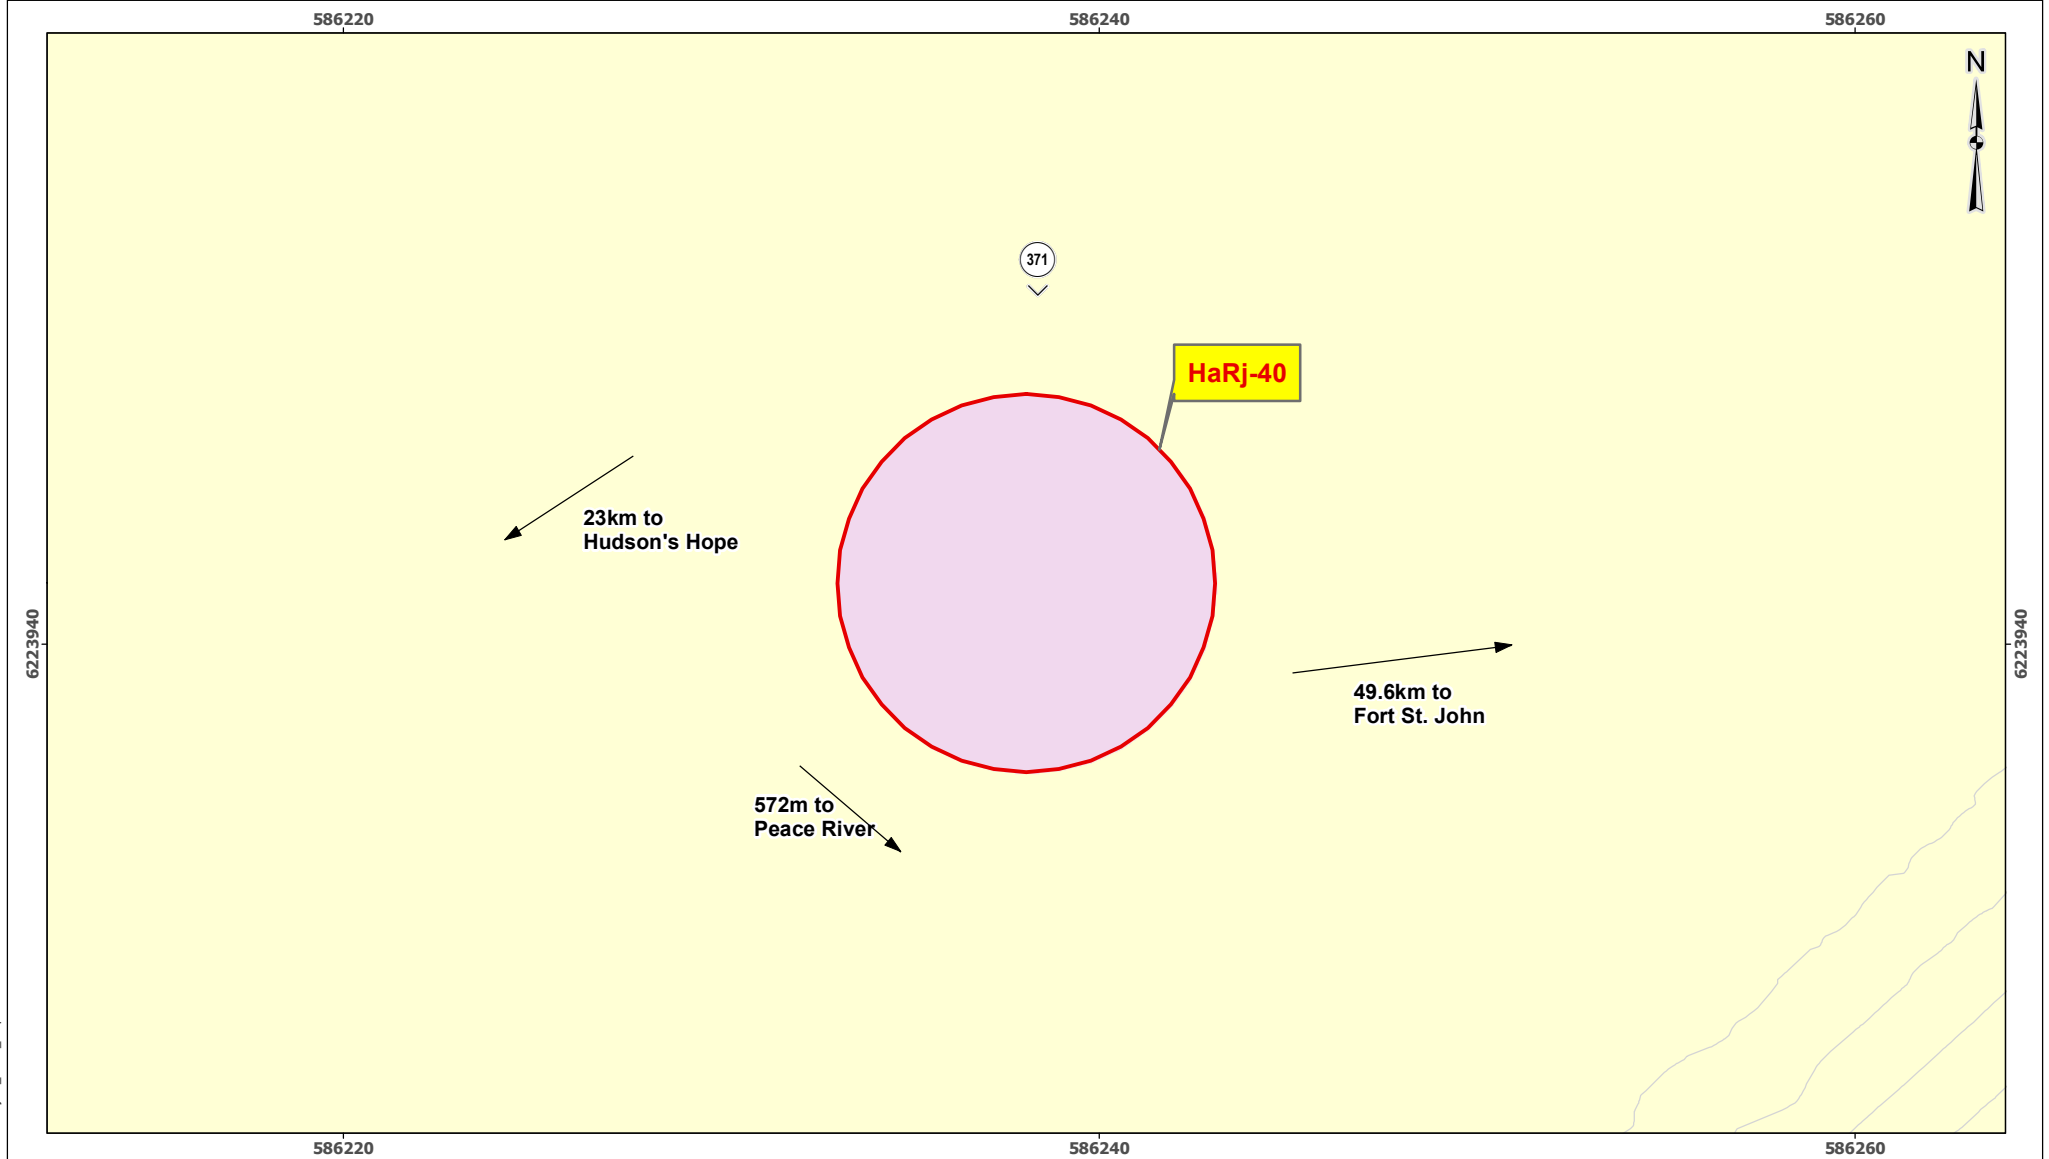 586220 586240 586260
N
371
HaRj-40
23km to
Hudson's Hope
6223940
6223940
49.6km to
Fort St. John
572m to
Peace River
586220 586240 586260